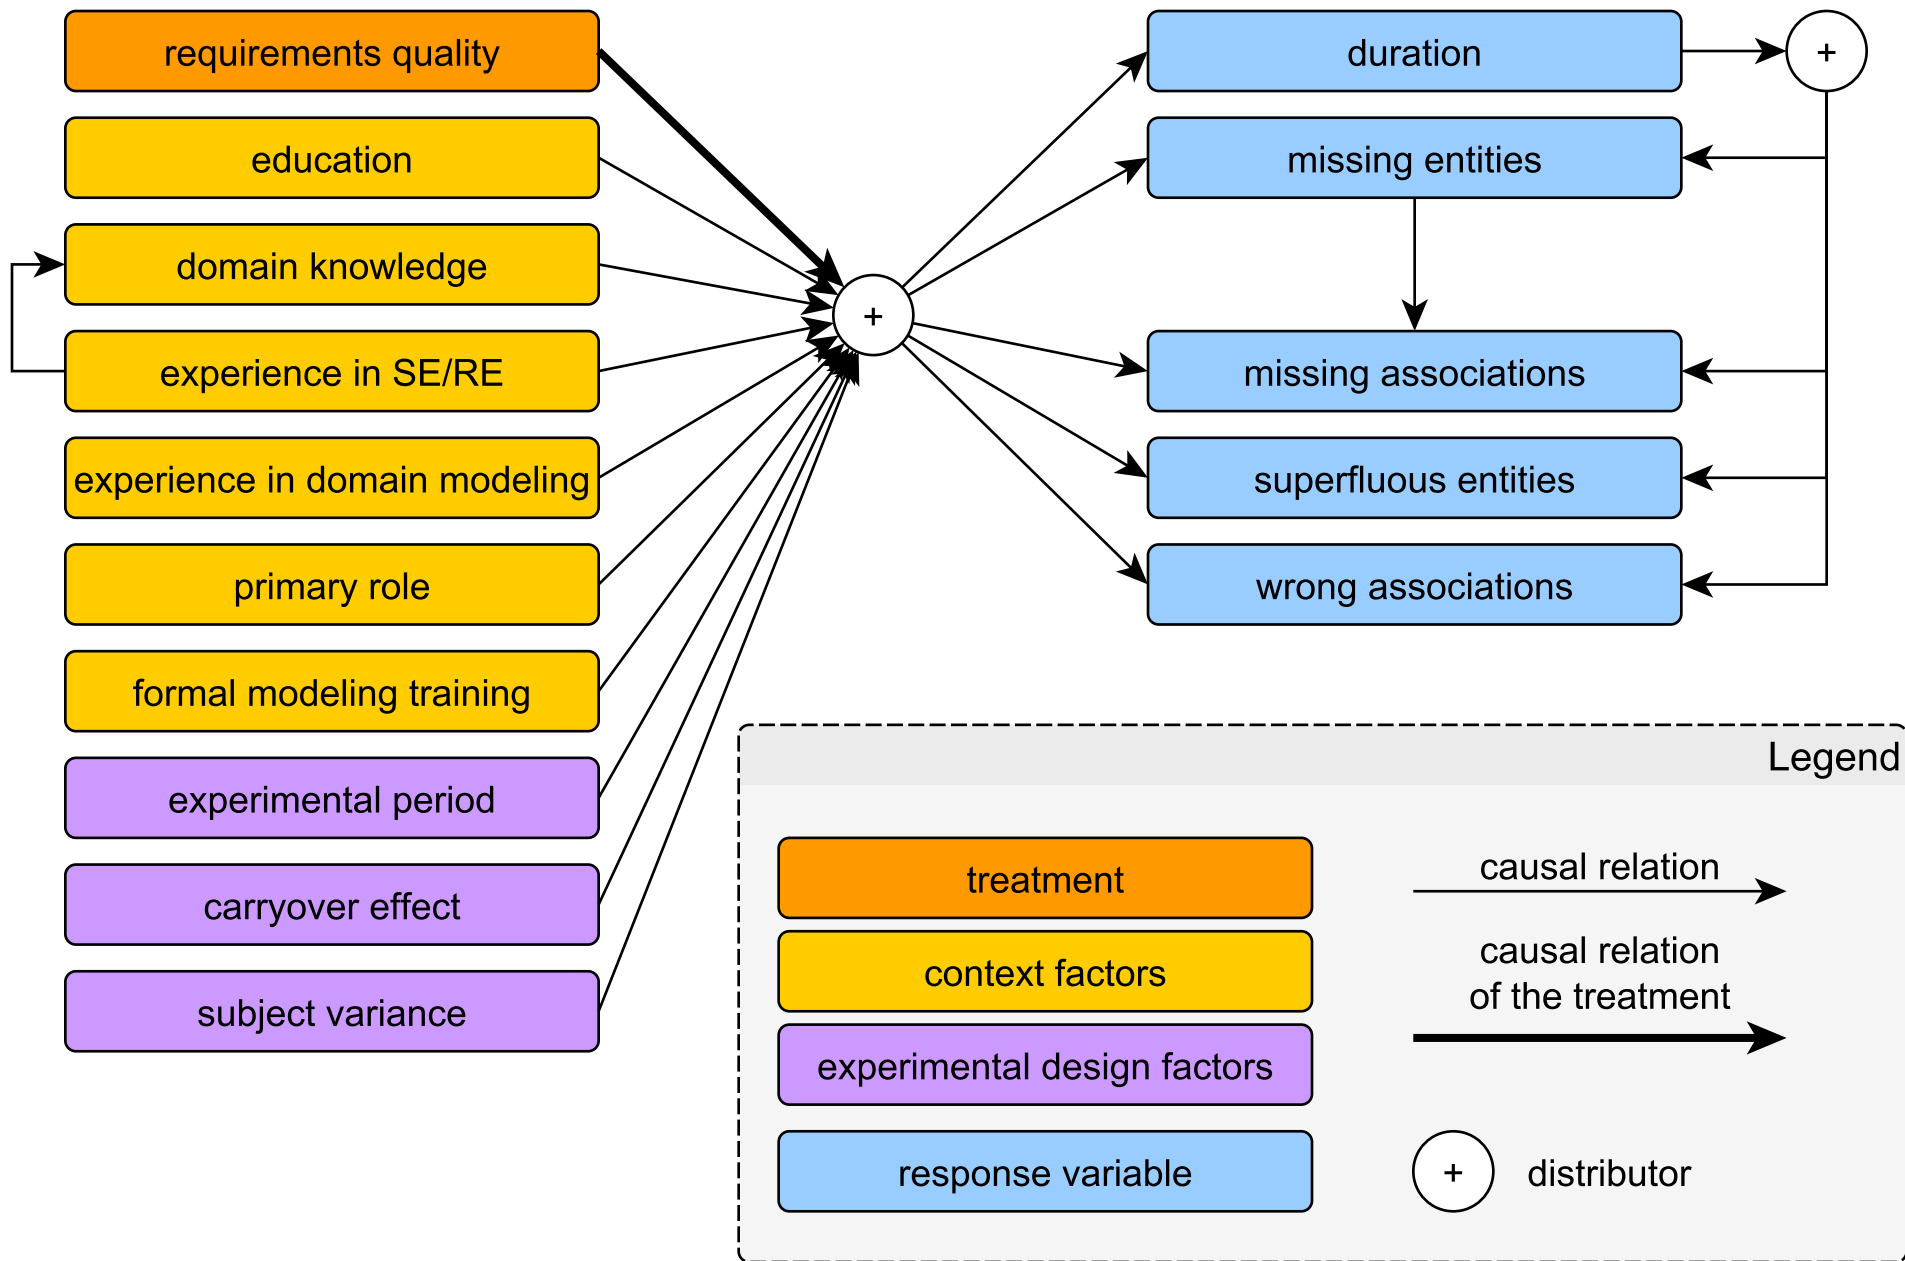 requirements quality
education
domain knowledge
experience in SE/RE
experience in domain modeling
primary role
formal modeling training
experimental period
carryover effect
subject variance
+
duration
+
missing entities
missing associations
superfluous entities
wrong associations
Legend
treatment
context factors
experimental design factors
response variable
causal relation
causal relation
of the treatment
+
distributor